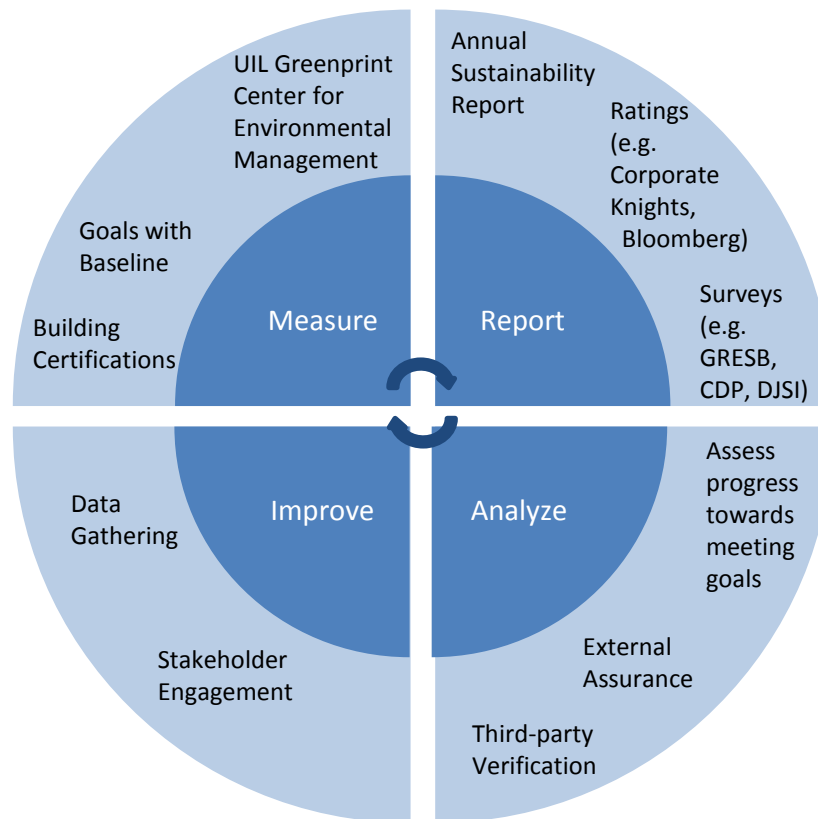 UIL Greenprint
Center for
Environmental
Management
Goals with
Baseline
Building
Certifications
Measure
Annual
Sustainability
Report
Ratings
(e.g.
Corporate
Knights,
Bloomberg)
Surveys
(e.g.
GRESB,
CDP, DJSI)
Report
Data
Gathering
Stakeholder
Engagement
Improve
Analyze
Assess
progress
towards
meeting
goals
External
Assurance
Third-party
Verification